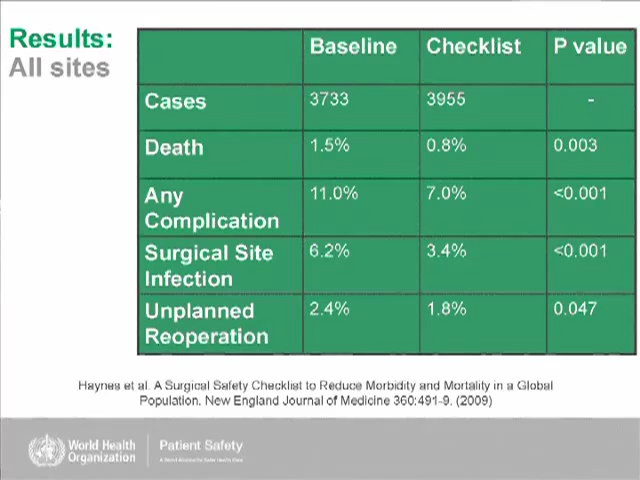 Results:
All sites
Baseline Checklist P value
Cases 3733 3955 -
Death 1.5% 0.8% 0.003
Any
Complication 11.0% 7.0% <0.001
Surgical Site
Infection 6.2% 3.4% <0.001
Unplanned
Reoperation 2.4% 1.8% 0.047
Haynes et al. A Surgical Safety Checklist to Reduce Morbidity and Mortality in a Global
Population. New England Journal of Medicine 360:491-9. (2009)
World Health
Organization
Patient Safety